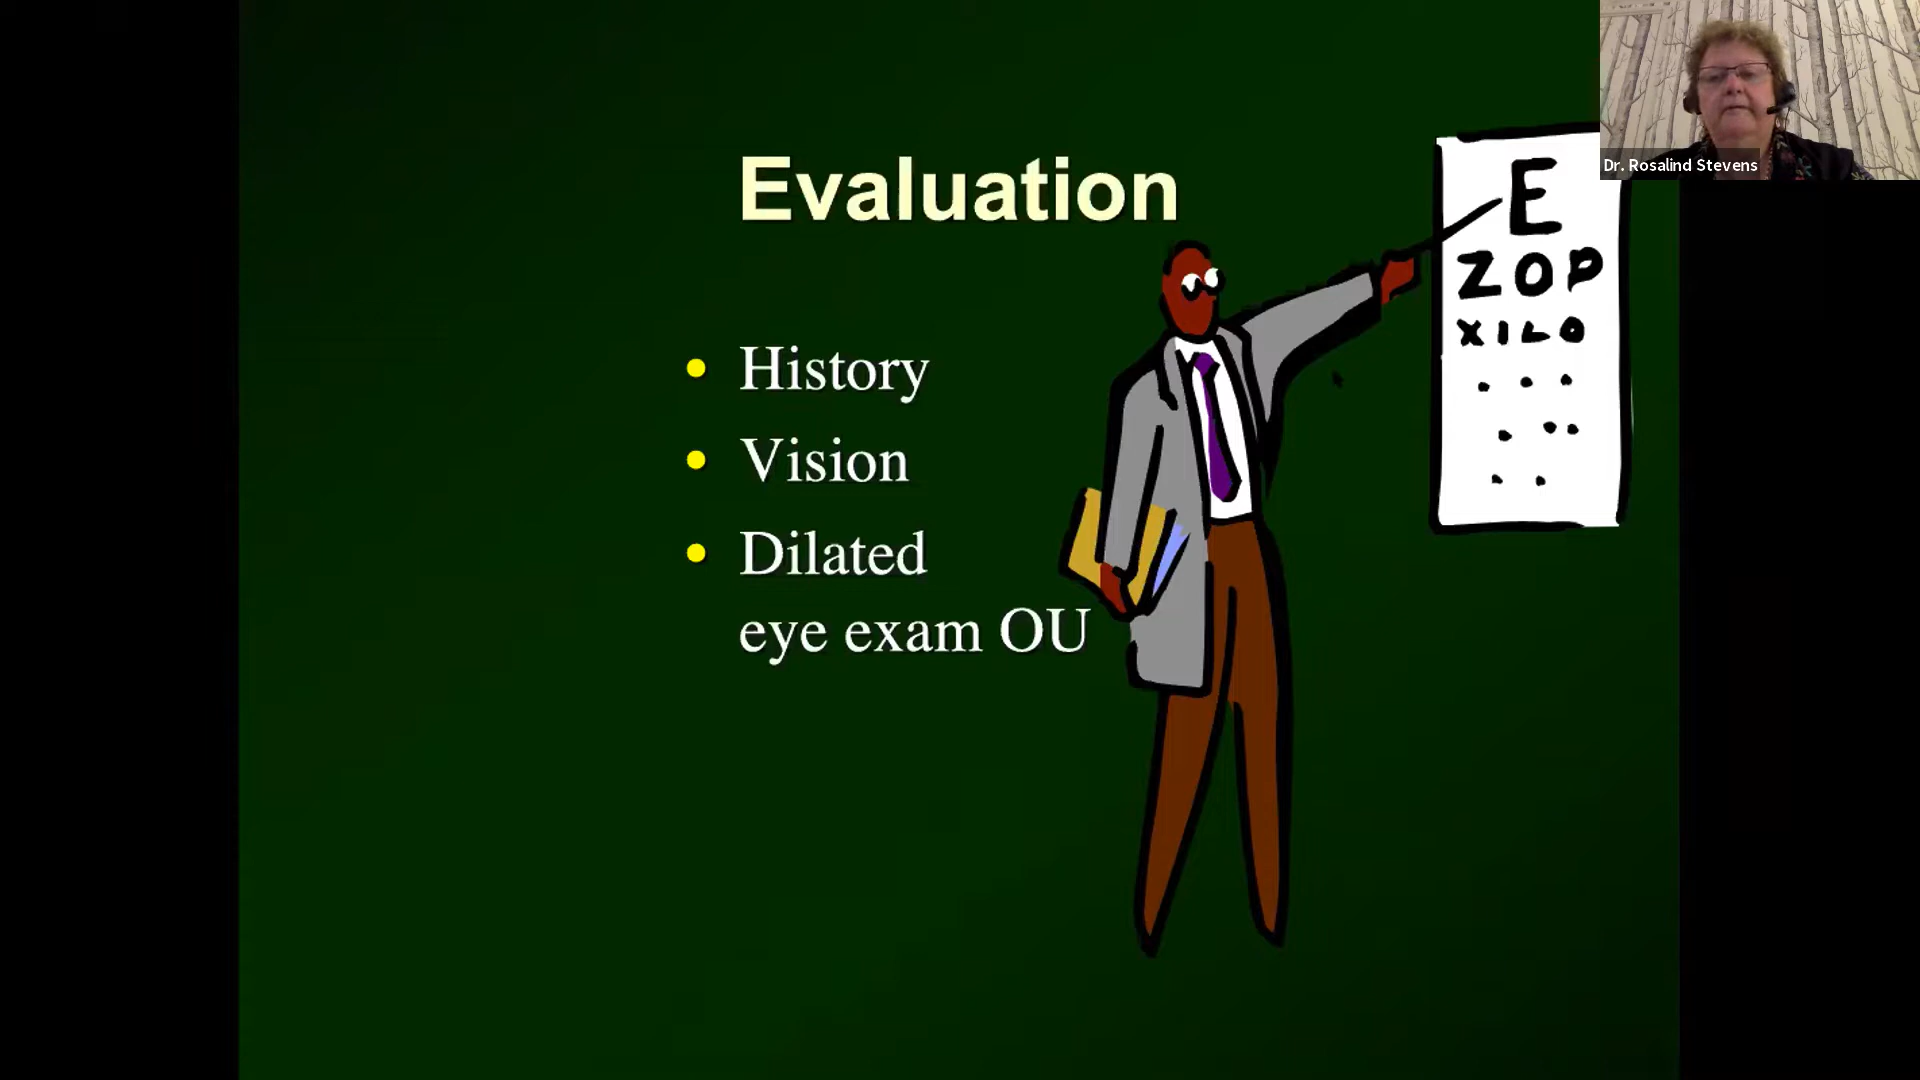 Evaluation
• History
• Vision
• Dilated
eye exam OU
E
ZOP
XILO
Dr. Rosalind Stevens